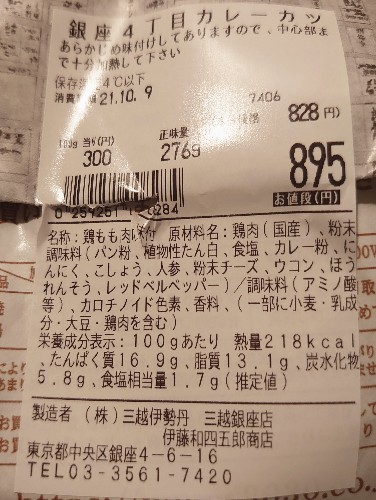 銀座4丁目カレーカツ
あらかじめ味付けしてありますので、中心部ま
で十分加熱して下さい
保存 4℃以下
消費 21.10. 9
7406
100g 当り(円)
正味量
828 円)
300
276g
895
お値段(円)
名称:鶏もも肉味付 原材料名:鶏肉(国産)、粉末
調味料(パン粉、植物性たん白、食塩、カレー粉、に
んにく、こしょう、人参、粉末チーズ、ウコン、ほう
れんそう、レッドベルペッパー)/調味料(アミノ酸
等)、カロチノイド色素、香料、(一部に小麦・乳成
分・大豆・鶏肉を含む)
栄養成分表示:100gあたり 熱量218kcal
、たんぱく質16.9g、脂質13.1g、炭水化物
5.8g、食塩相当量1.7g(推定値)
製造者 (株)三越伊勢丹 三越銀座店
伊藤和四五郎商店
東京都中央区銀座4-6-16
TEL03-3561-7420